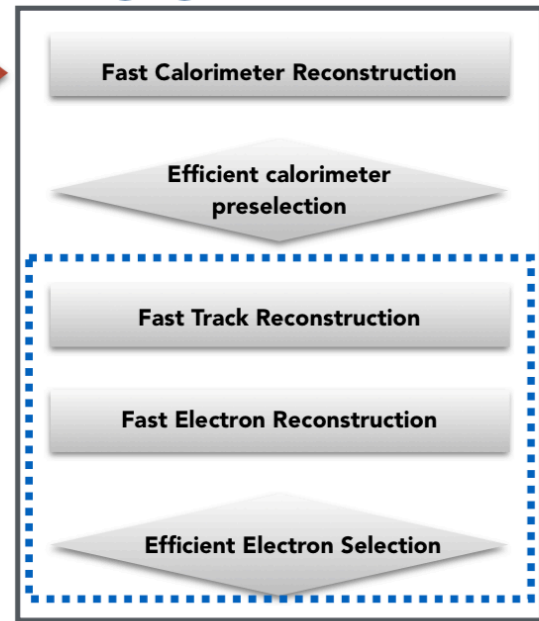 Fast Calorimeter Reconstruction
Efficient calorimeter
preselection
Fast Track Reconstruction
Fast Electron Reconstruction
Efficient Electron Selection